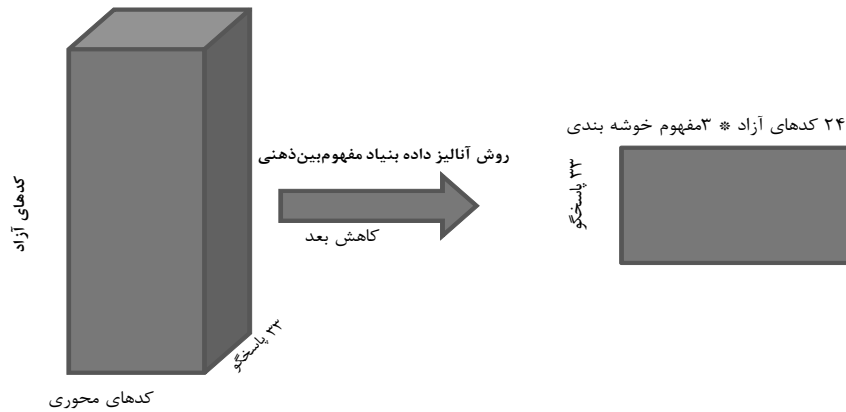 کدهای آزاد
۳۳ پاسخگو
کدهای محوری
روش آنالیز داده بنیاد مفهوم‌بین‌ذهنی
کاهش بعد
۲۴ کدهای آزاد * ۳مفهوم خوشه بندی
۳۳ پاسخگو